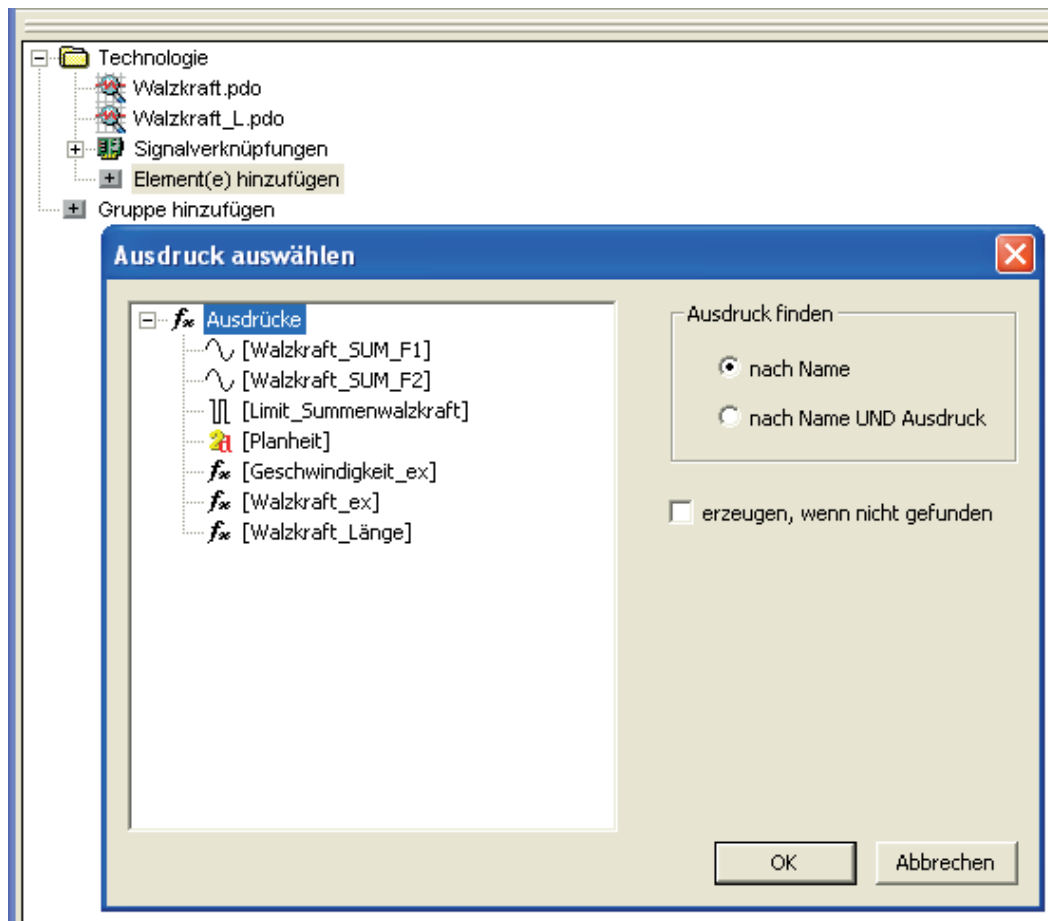 Technologie
Walzkraft.pdo
Walzkraft_L.pdo
Signalverknüpfungen
Element(e) hinzufügen
Gruppe hinzufügen
Ausdruck auswählen
Ausdrücke
[Walzkraft_SUM_F1]
[Walzkraft_SUM_F2]
[Limit_Summenwalzkraft]
[Planheit]
[Geschwindigkeit_ex]
[Walzkraft_ex]
[Walzkraft_Länge]
Ausdruck finden
nach Name
nach Name UND Ausdruck
erzeugen, wenn nicht gefunden
OK
Abbrechen